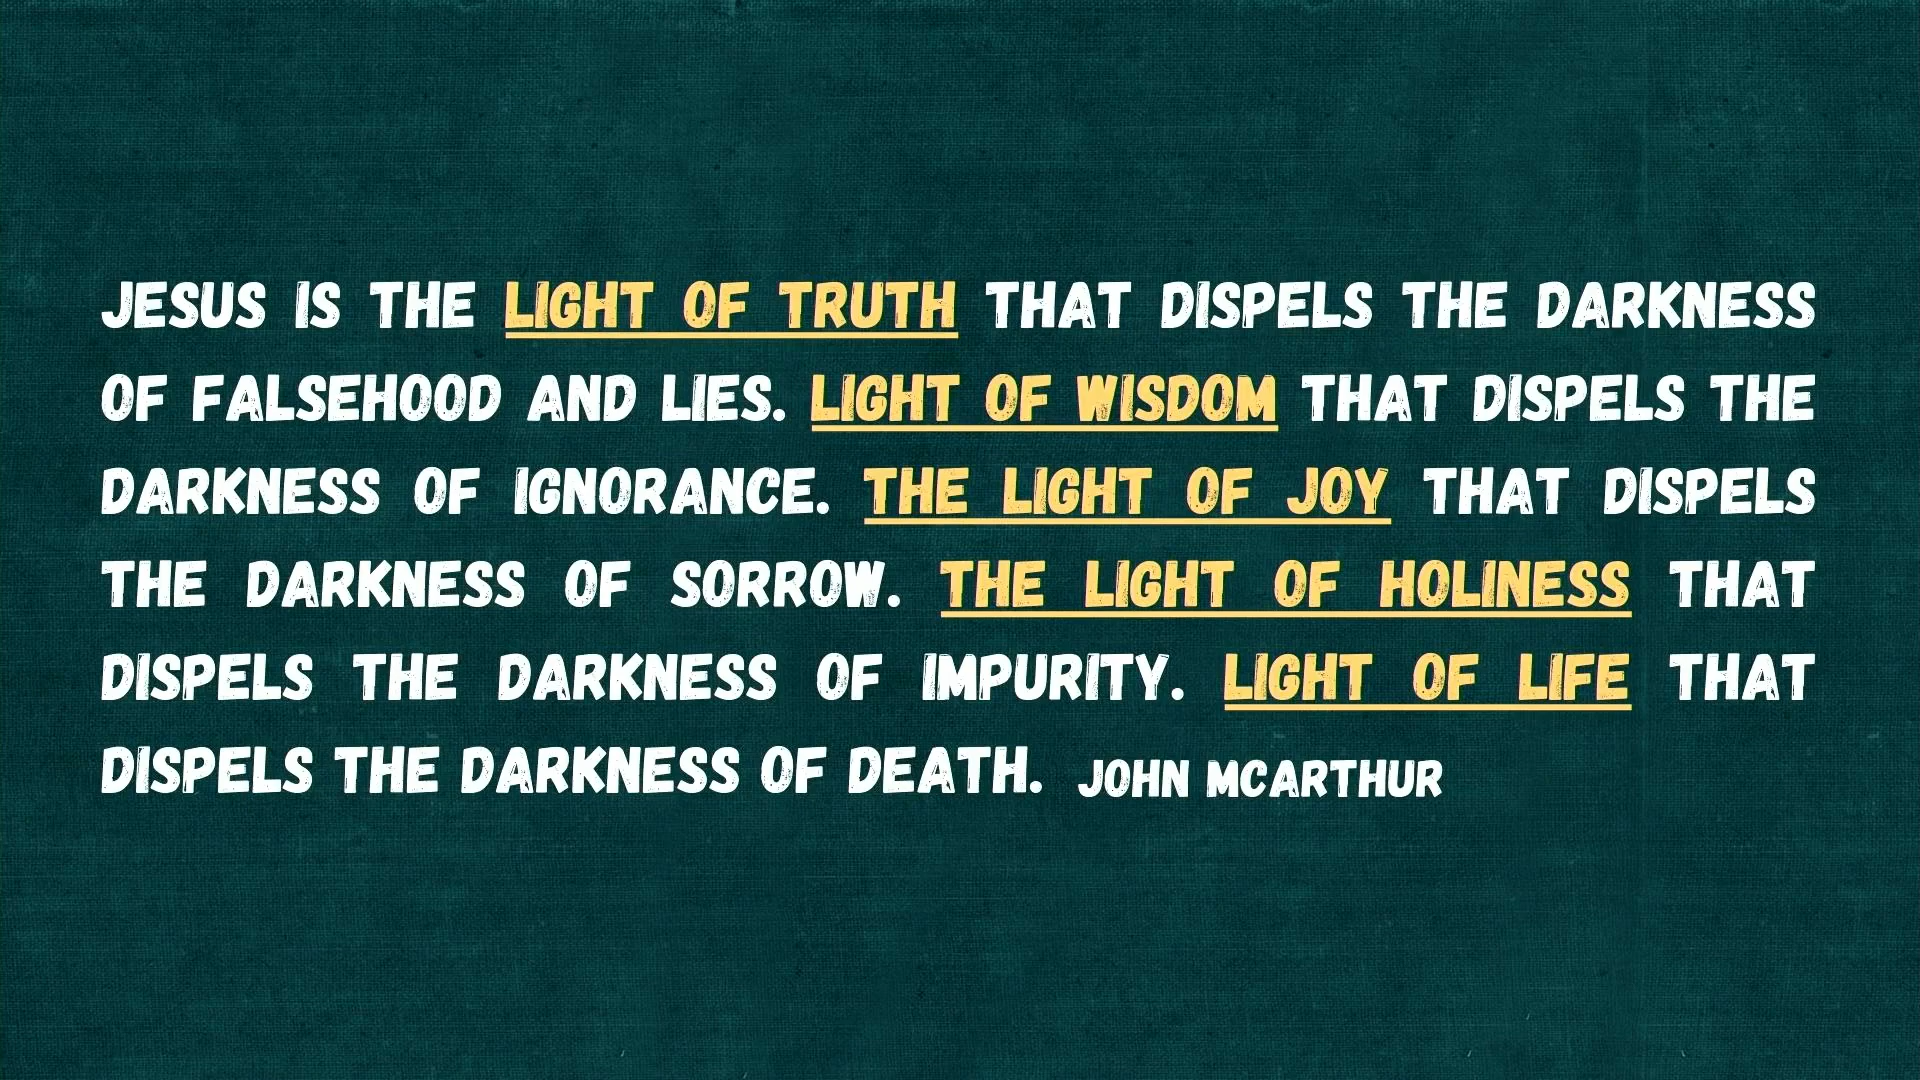 JESUS IS THE LIGHT OF TRUTH THAT DISPELS THE DARKNESS
OF FALSEHOOD AND LIES. LIGHT OF WISDOM THAT DISPELS THE
DARKNESS OF IGNORANCE. THE LIGHT OF JOY THAT DISPELS
THE DARKNESS OF SORROW. THE LIGHT OF HOLINESS THAT
DISPELS THE DARKNESS OF IMPURITY. LIGHT OF LIFE THAT
DISPELS THE DARKNESS OF DEATH. JOHN MCARTHUR